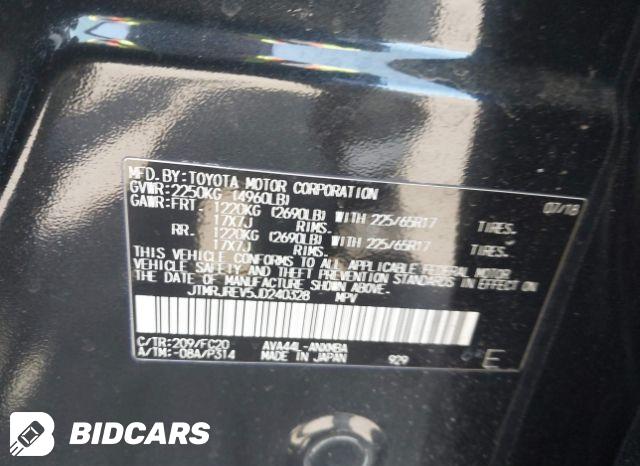 MFD. BY: TOYOTA MOTOR CORPORATION 07/18
GVWR: 2250KG (4960LB)
GAWR: FRT. 1220KG (2690LB) WITH 225/65R17 TIRES.
17X7J RIMS.
RR. 1220KG (2690LB) WITH 225/65R17 TIRES.
17X7J RIMS.
THIS VEHICLE CONFORMS TO ALL APPLICABLE FEDERAL MOTOR
VEHICLE SAFETY AND THEFT PREVENTION STANDARDS IN EFFECT ON
THE DATE OF MANUFACTURE SHOWN ABOVE.
JTMRJREV5JD240328 MPV
C/TR: 209/FC20 AVA44L-ANXMBA
A/TM: -08A/P314 MADE IN JAPAN 929 E
BIDCARS